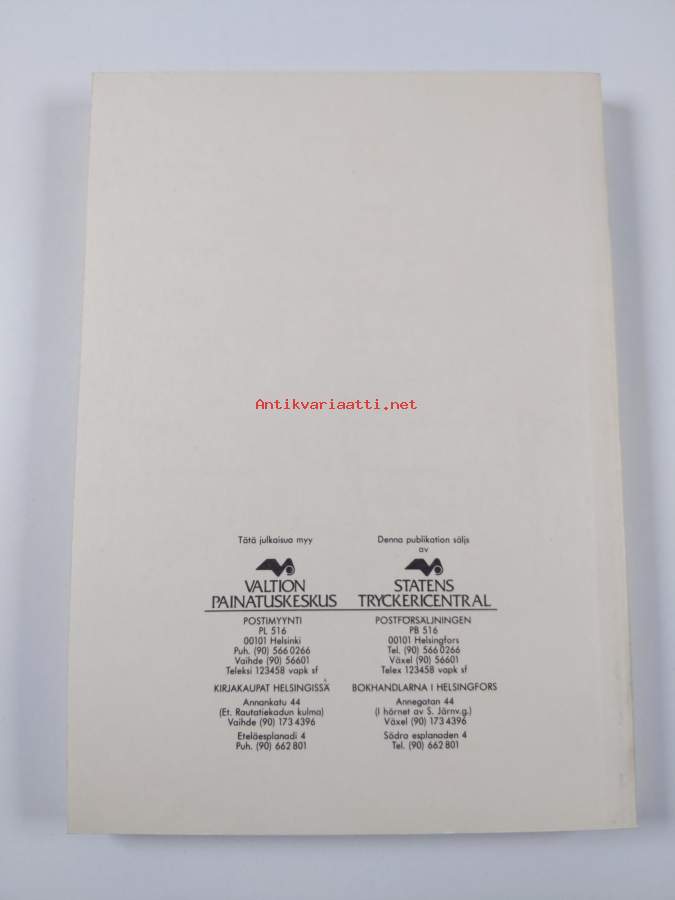 Antikvariaatti.net
Tätä julkaisua myy
VALTION
PAINATUSKESKUS
POSTIMYYNTI
PL 516
00101 Helsinki
Puh. (90) 566 0266
Vaihde (90) 56601
Teleksi 123458 vapk sf
KIRJAKAUPAT HELSINGISSÄ
Annankatu 44
(Et. Rautatiekadun kulma)
Vaihde (90) 173 4396
Eteläesplanadi 4
Puh. (90) 662 801
Denna publikation säljs
av
STATENS
TRYCKERICENTRAL
POSTFÖRSÄLJNINGEN
PB 516
00101 Helsingfors
Tel. (90) 566 0266
Växel (90) 56601
Telex 123458 vapk sf
BOKHANDLARNA I HELSINGFORS
Annegatan 44
(I hörnet av S. Järnv.g.)
Växel (90) 173 4396
Södra esplanaden 4
Tel. (90) 662 801